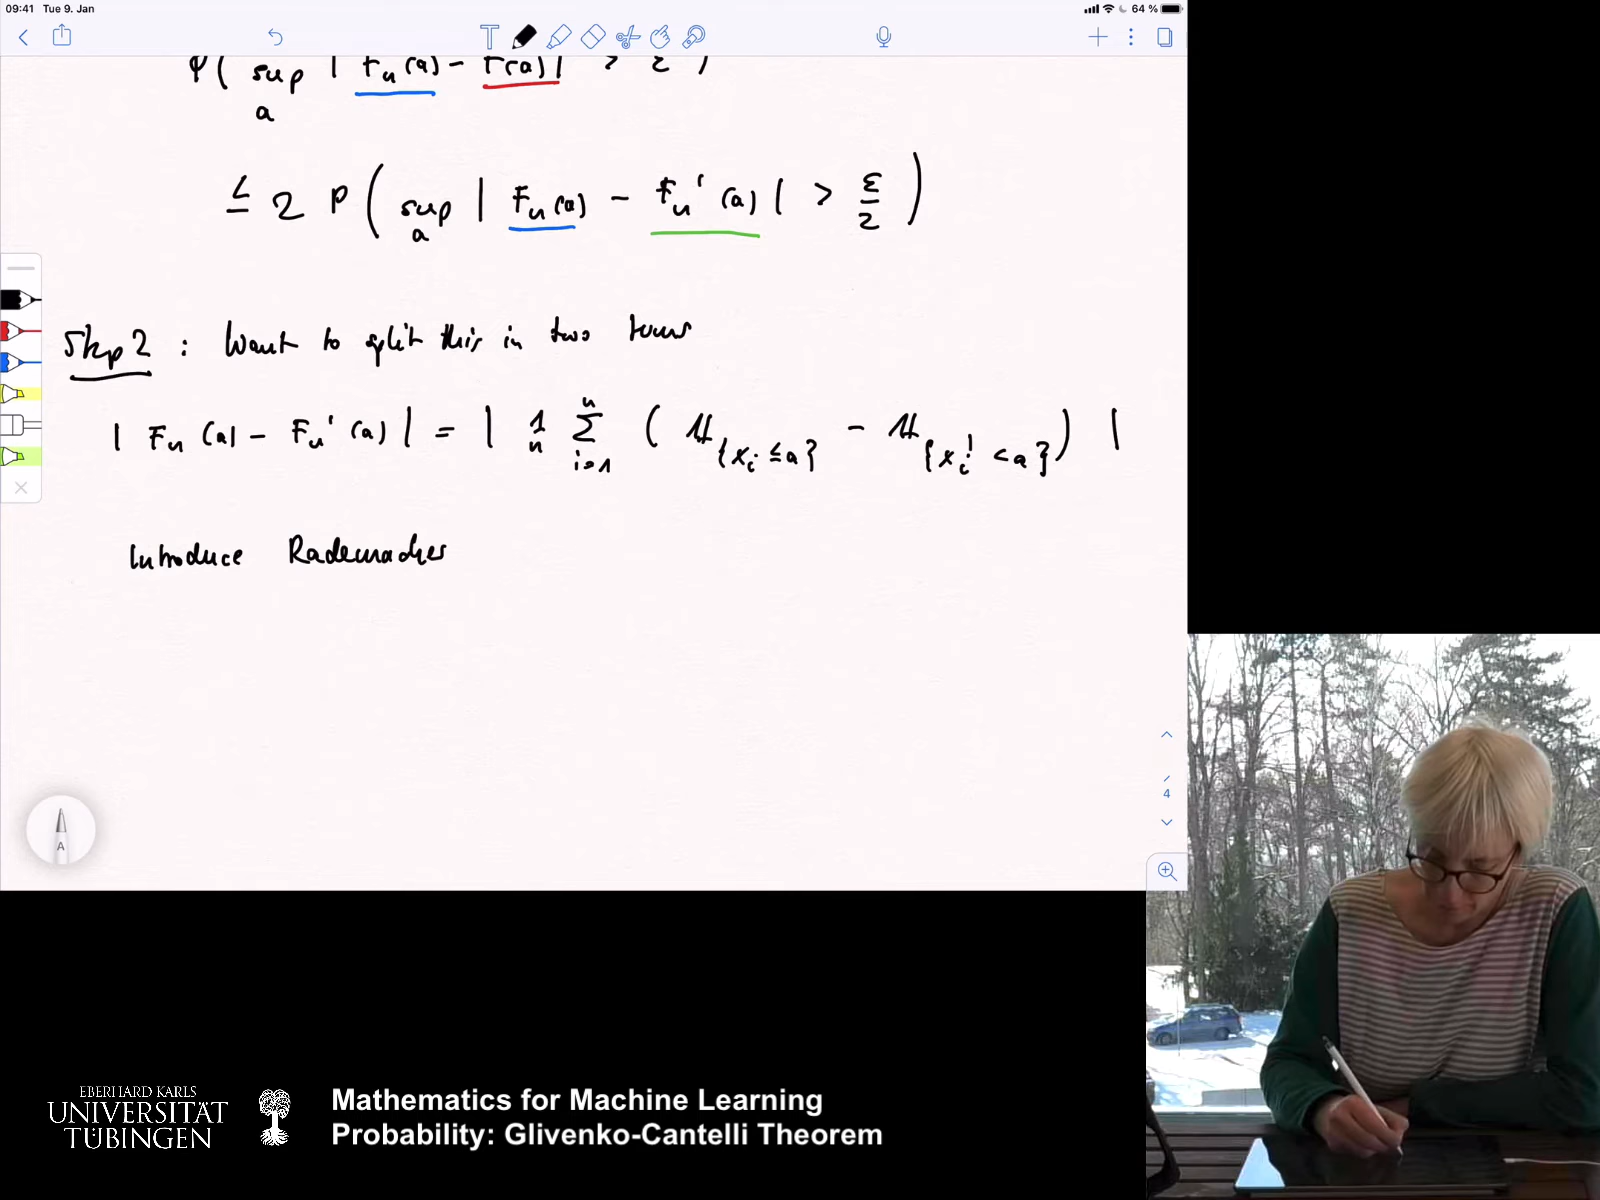 09:41 Tue 9. Jan 64 %
P( sup | Fn(a) - F(a) | > ε )
a
≤ 2 P ( sup | Fn(a) - Fn'(a) | > ε/2 )
a
Step 2 : Want to split this in two terms
| Fn(a) - Fn'(a) | = | 1/n Σ_{i=1}^{n} ( 𝟙_{xi ≤ a} - 𝟙_{xi' < a} ) |
Introduce Rademacher
A
4
EBERHARD KARLS
UNIVERSITÄT
TÜBINGEN
Mathematics for Machine Learning
Probability: Glivenko-Cantelli Theorem